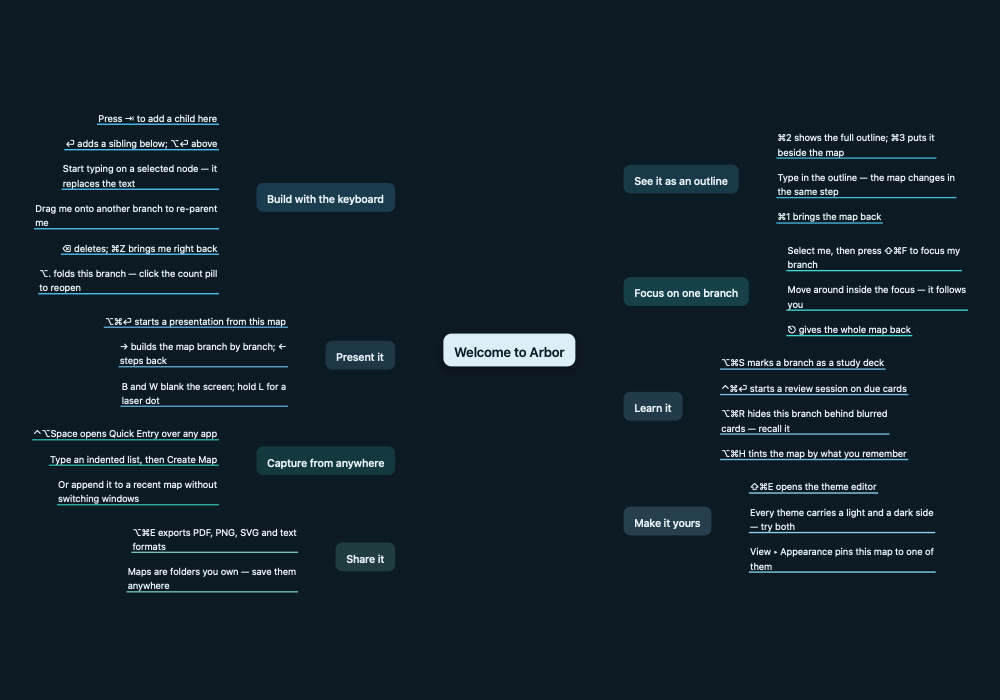 Welcome to Arbor
Build with the keyboard
Press ⇥ to add a child here
⏎ adds a sibling below; ⌥⏎ above
Start typing on a selected node — it
replaces the text
Drag me onto another branch to re-parent
me
⌫ deletes; ⌘Z brings me right back
⌥. folds this branch — click the count pill
to reopen
Present it
⌥⌘⏎ starts a presentation from this map
→ builds the map branch by branch; ←
steps back
B and W blank the screen; hold L for a
laser dot
Capture from anywhere
^⌥Space opens Quick Entry over any app
Type an indented list, then Create Map
Or append it to a recent map without
switching windows
Share it
⌥⌘E exports PDF, PNG, SVG and text
formats
Maps are folders you own — save them
anywhere
See it as an outline
⌘2 shows the full outline; ⌘3 puts it
beside the map
Type in the outline — the map changes in
the same step
⌘1 brings the map back
Focus on one branch
Select me, then press ⇧⌘F to focus my
branch
Move around inside the focus — it follows
you
⎋ gives the whole map back
Learn it
⌥⌘S marks a branch as a study deck
^⌘⏎ starts a review session on due cards
⌥⌘R hides this branch behind blurred
cards — recall it
⌥⌘H tints the map by what you remember
Make it yours
⇧⌘E opens the theme editor
Every theme carries a light and a dark side
— try both
View ▸ Appearance pins this map to one of
them